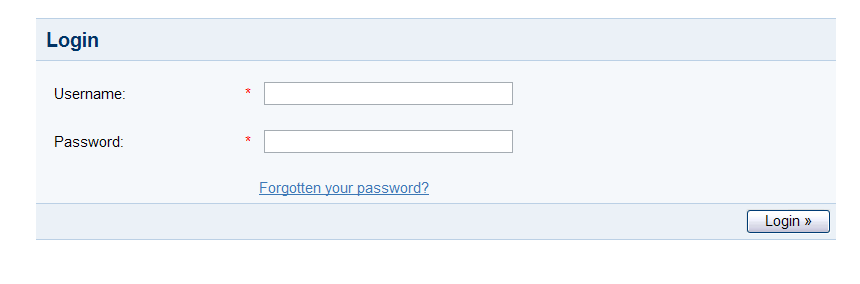 Login
Username: *
Password: *
Forgotten your password?
Login »